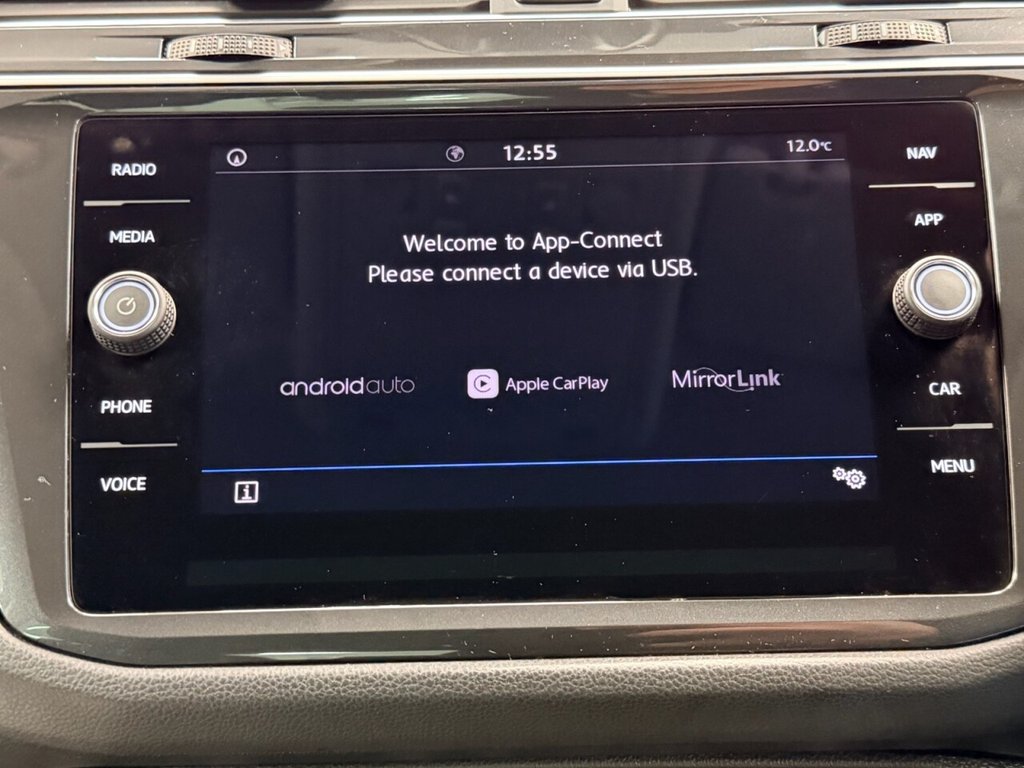 12:55
12.0°C
RADIO
NAV
MEDIA
APP
Welcome to App-Connect
Please connect a device via USB.
androidauto
Apple CarPlay
MirrorLink
PHONE
CAR
VOICE
MENU
i